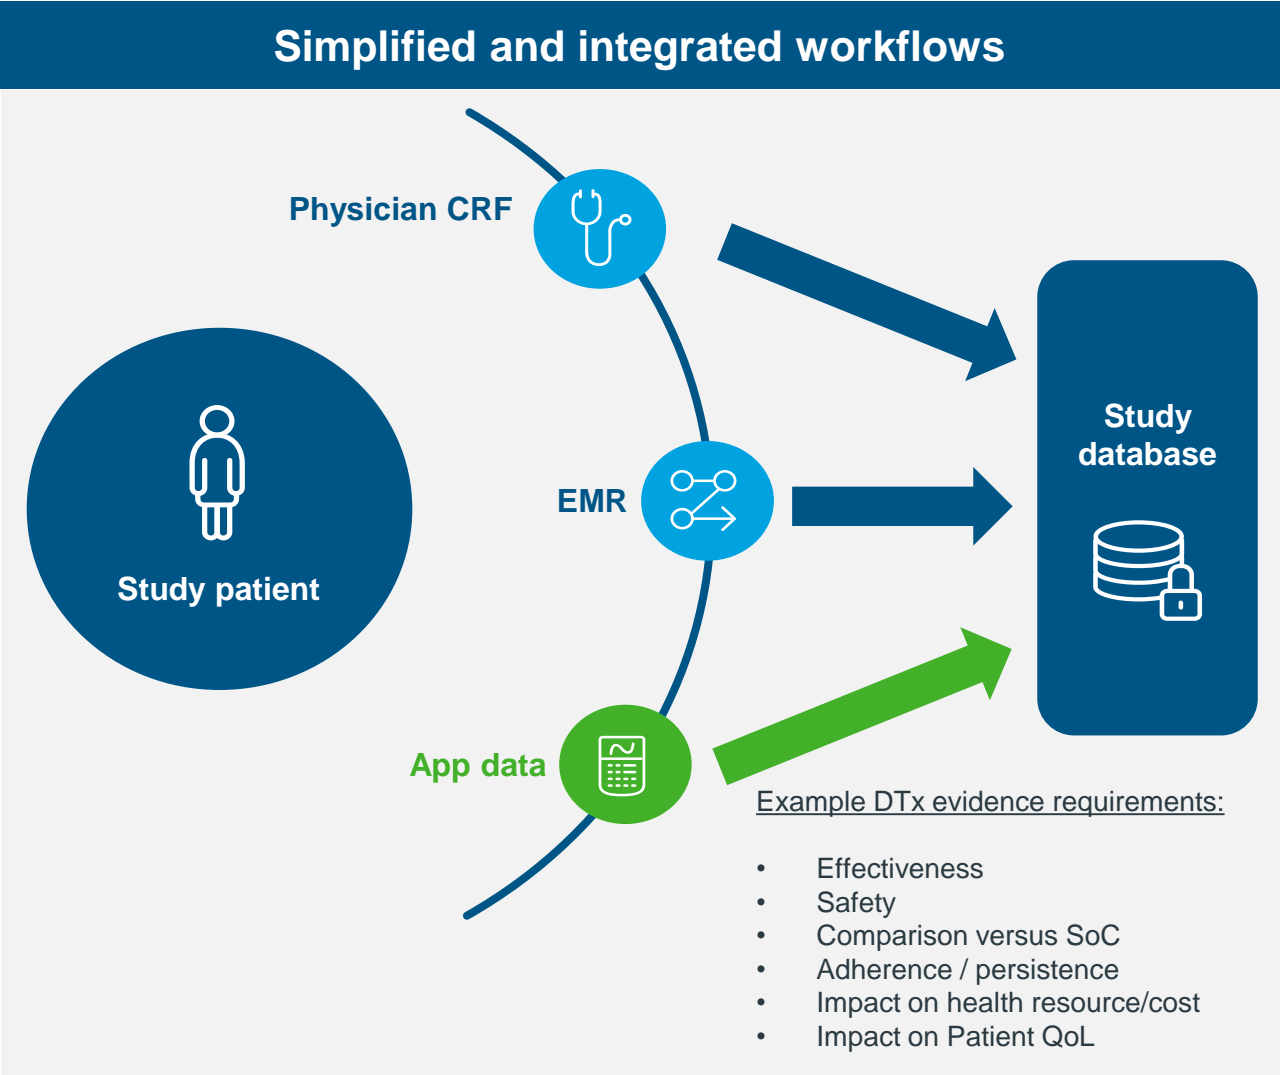 Simplified and integrated workflows
Physician CRF
Study
database
EMR
Study patient
App data
Example DTx evidence requirements:
• Effectiveness
• Safety
• Comparison versus SoC
• Adherence / persistence
• Impact on health resource/cost
• Impact on Patient QoL